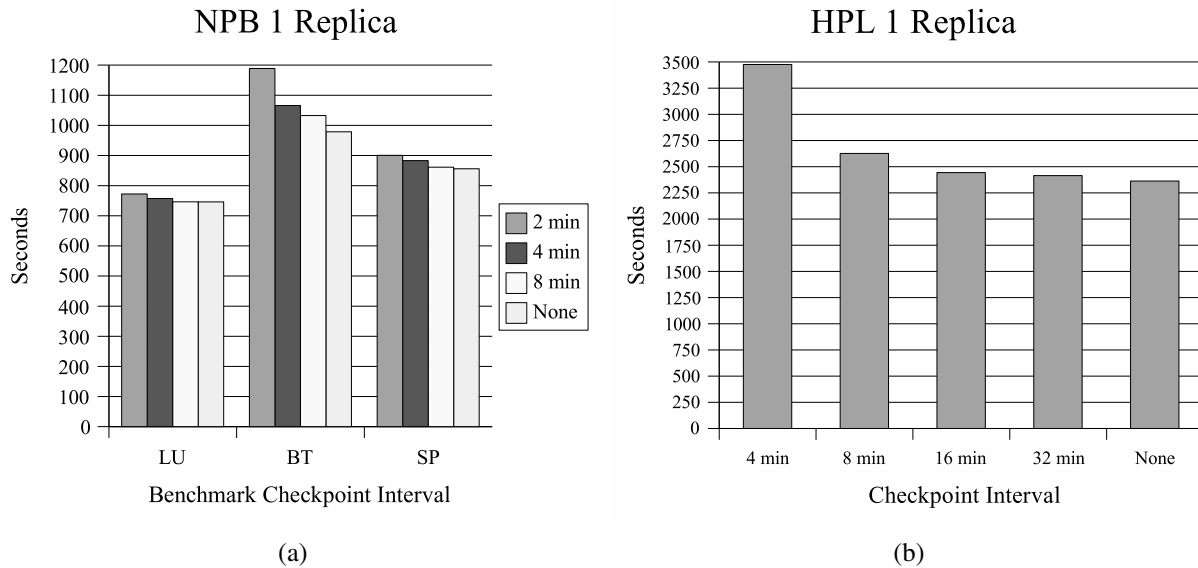 NPB 1 Replica
1200
1100
1000
900
800
700
600
500
400
300
200
100
0
Seconds
LU BT SP
Benchmark Checkpoint Interval
2 min
4 min
8 min
None
(a)
HPL 1 Replica
3500
3250
3000
2750
2500
2250
2000
1750
1500
1250
1000
750
500
250
0
Seconds
4 min 8 min 16 min 32 min None
Checkpoint Interval
(b)